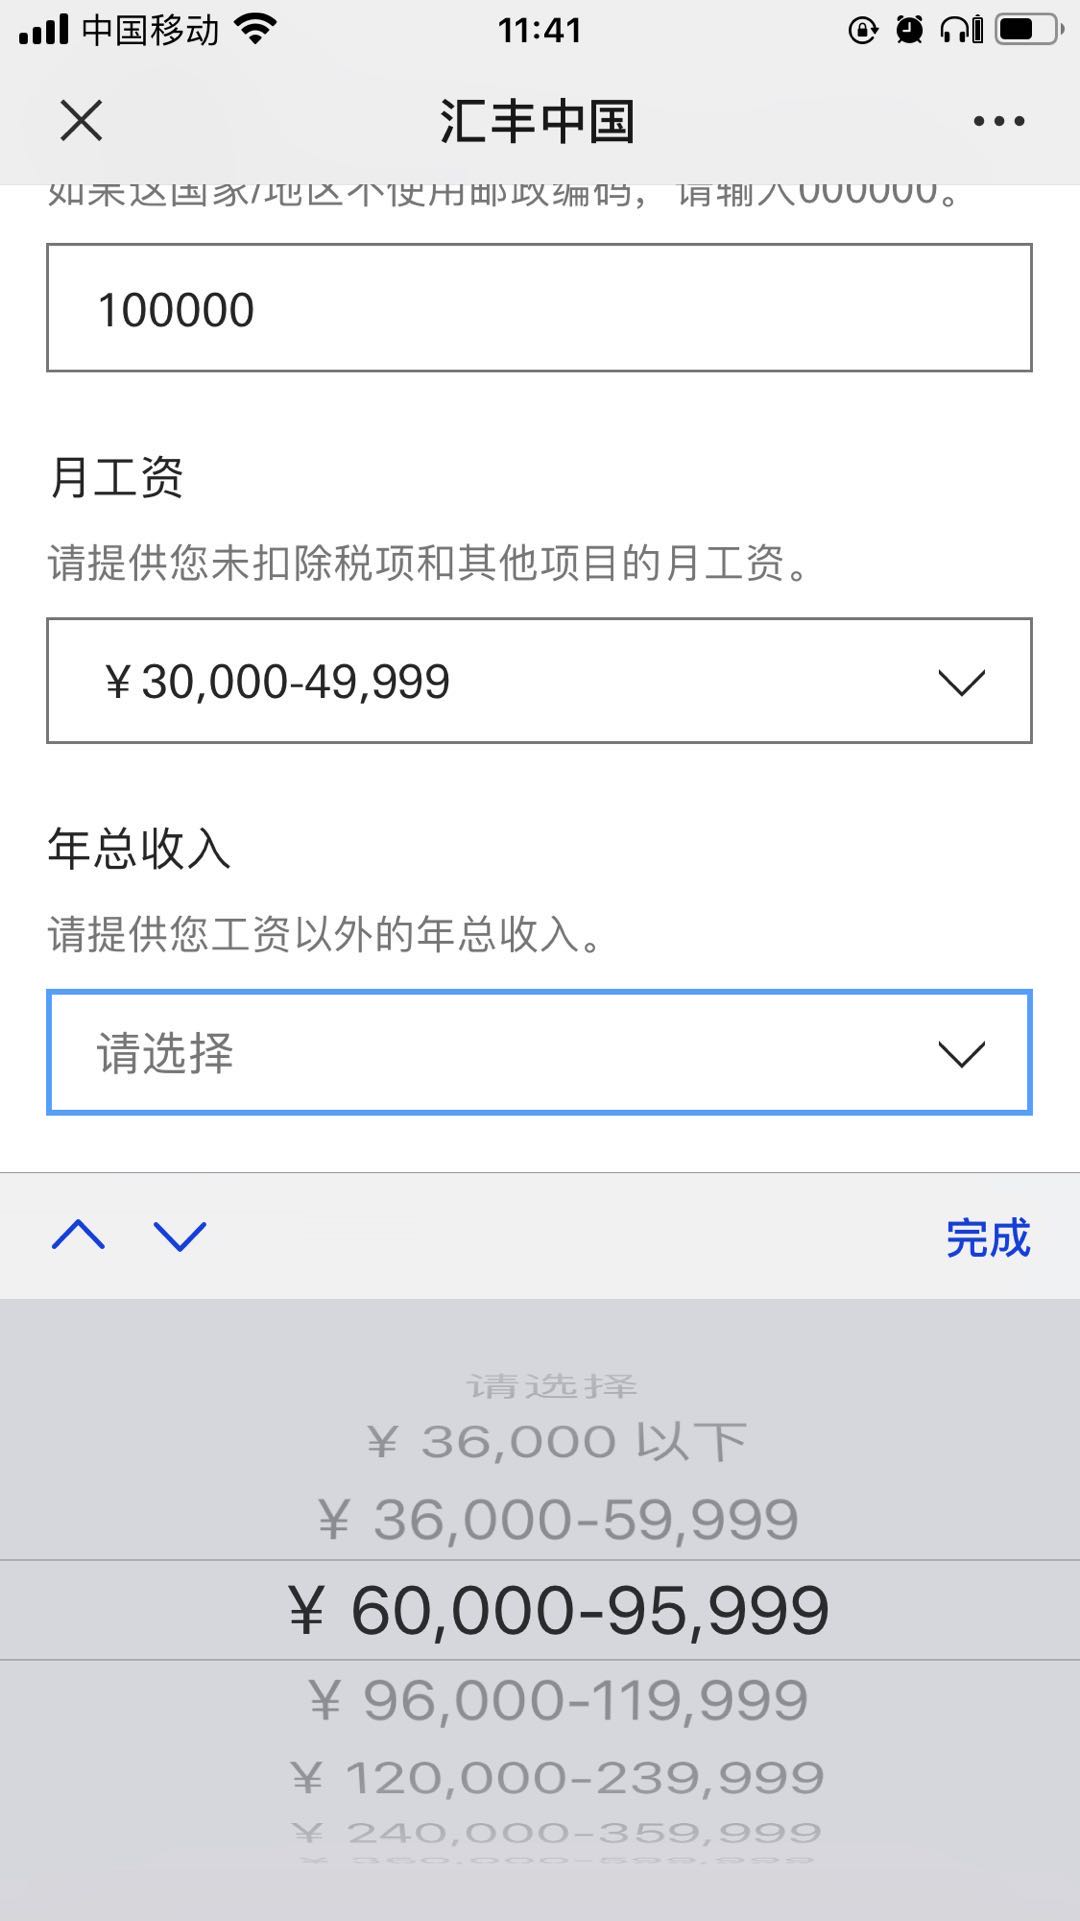 中国移动 11:41
汇丰中国
如果这国家/地区不使用邮政编码，请输入000000。
100000
月工资
请提供您未扣除税项和其他项目的月工资。
￥30,000-49,999
年总收入
请提供您工资以外的年总收入。
请选择
完成
请选择
￥ 36,000 以下
￥ 36,000-59,999
￥ 60,000-95,999
￥ 96,000-119,999
￥ 120,000-239,999
￥ 240,000-359,999